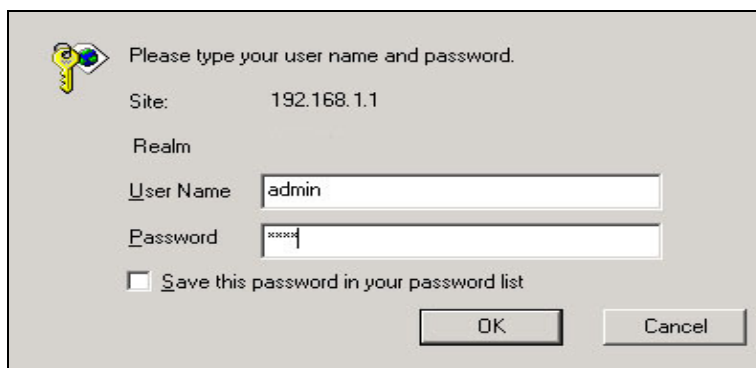 Please type your user name and password.
Site: 192.168.1.1
Realm
User Name admin
Password ****
Save this password in your password list
OK Cancel